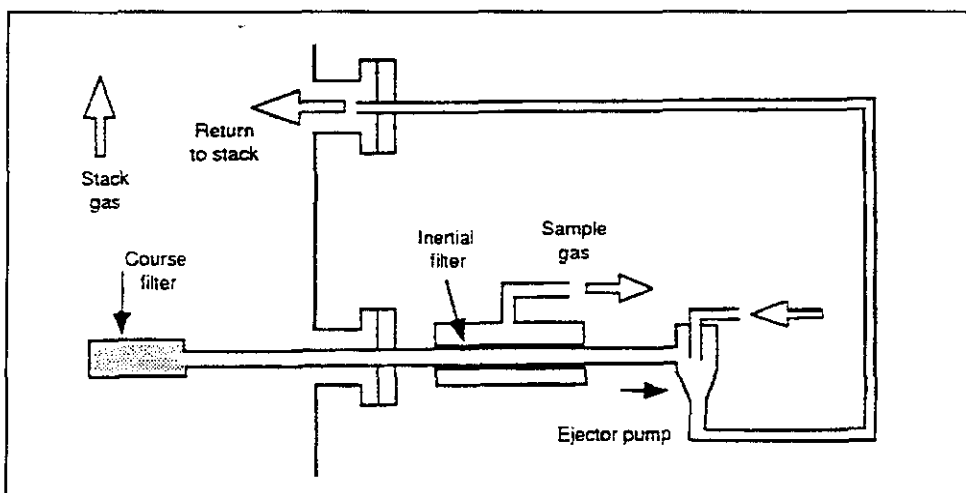 Return
to stack
Stack
gas
Course
filter
Inertial
filter
Sample
gas
Ejector pump